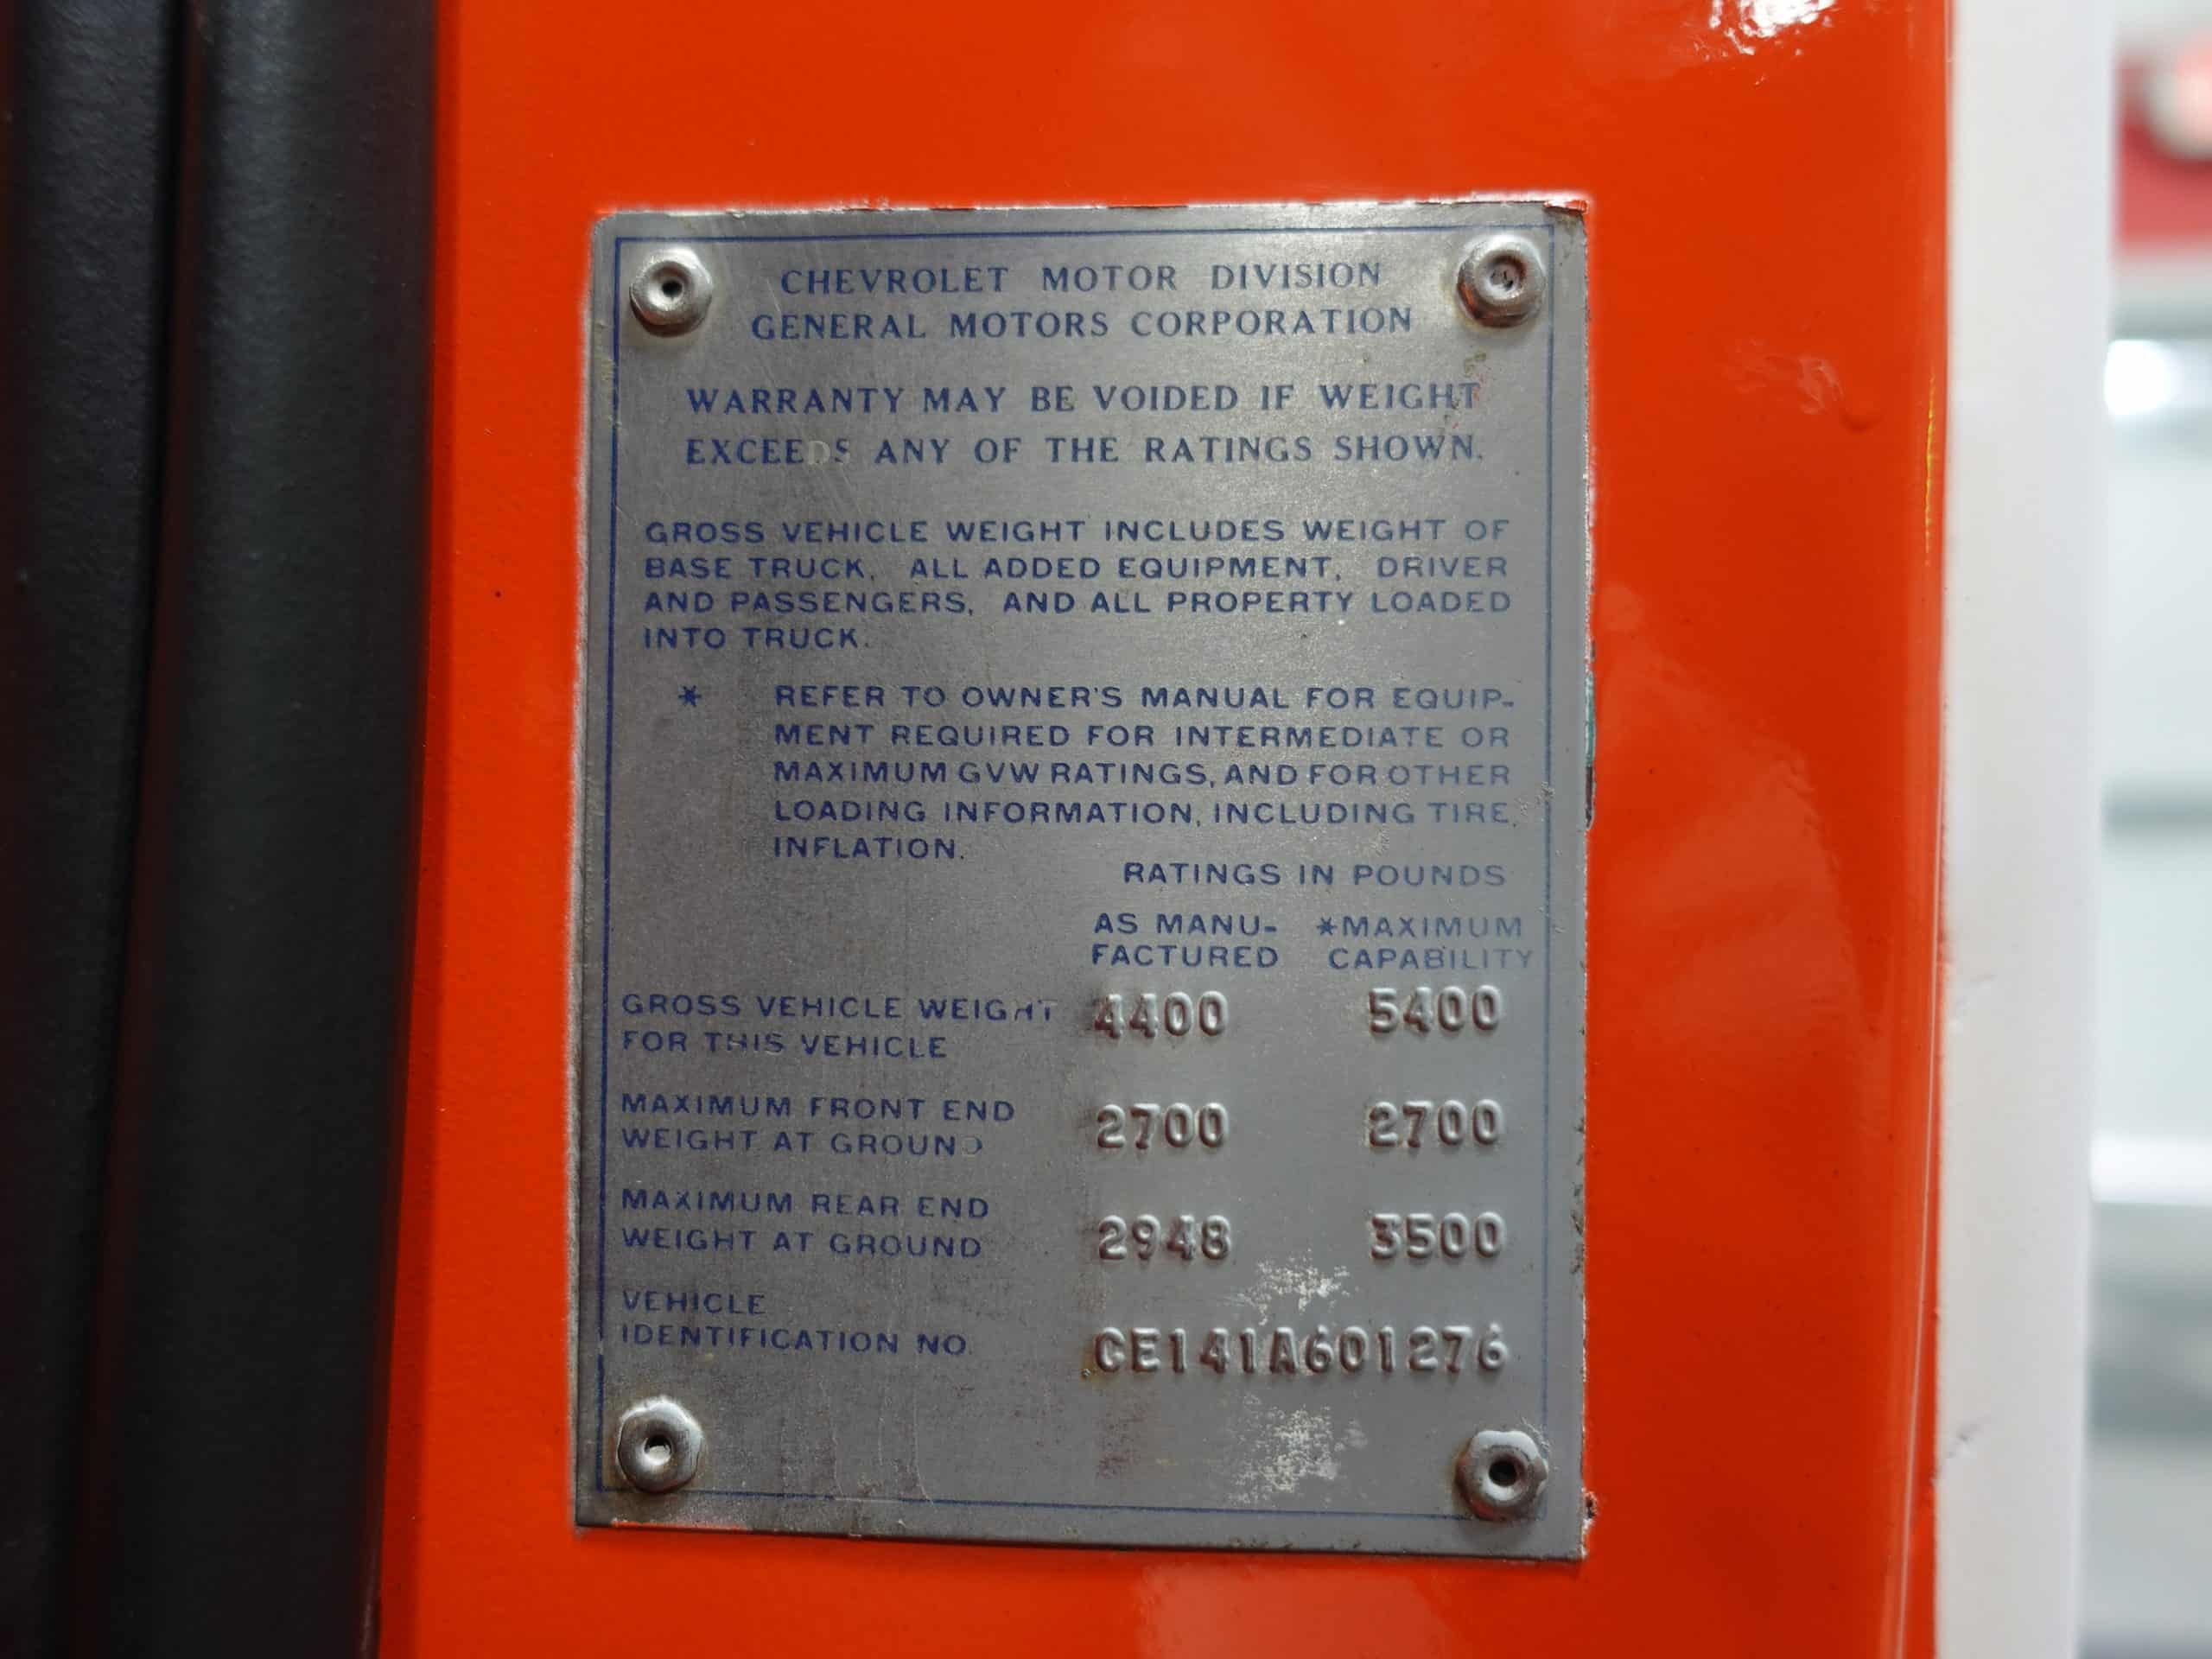 CHEVROLET MOTOR DIVISION
GENERAL MOTORS CORPORATION
WARRANTY MAY BE VOIDED IF WEIGHT
EXCEEDS ANY OF THE RATINGS SHOWN.
GROSS VEHICLE WEIGHT INCLUDES WEIGHT OF
BASE TRUCK, ALL ADDED EQUIPMENT, DRIVER
AND PASSENGERS, AND ALL PROPERTY LOADED
INTO TRUCK.
* REFER TO OWNER'S MANUAL FOR EQUIP-
MENT REQUIRED FOR INTERMEDIATE OR
MAXIMUM GVW RATINGS, AND FOR OTHER
LOADING INFORMATION, INCLUDING TIRE
INFLATION.
RATINGS IN POUNDS
AS MANU- *MAXIMUM
FACTURED CAPABILITY
GROSS VEHICLE WEIGHT 4400 5400
FOR THIS VEHICLE
MAXIMUM FRONT END 2700 2700
WEIGHT AT GROUND
MAXIMUM REAR END
WEIGHT AT GROUND 2948 3500
VEHICLE
IDENTIFICATION NO. CE141A601276